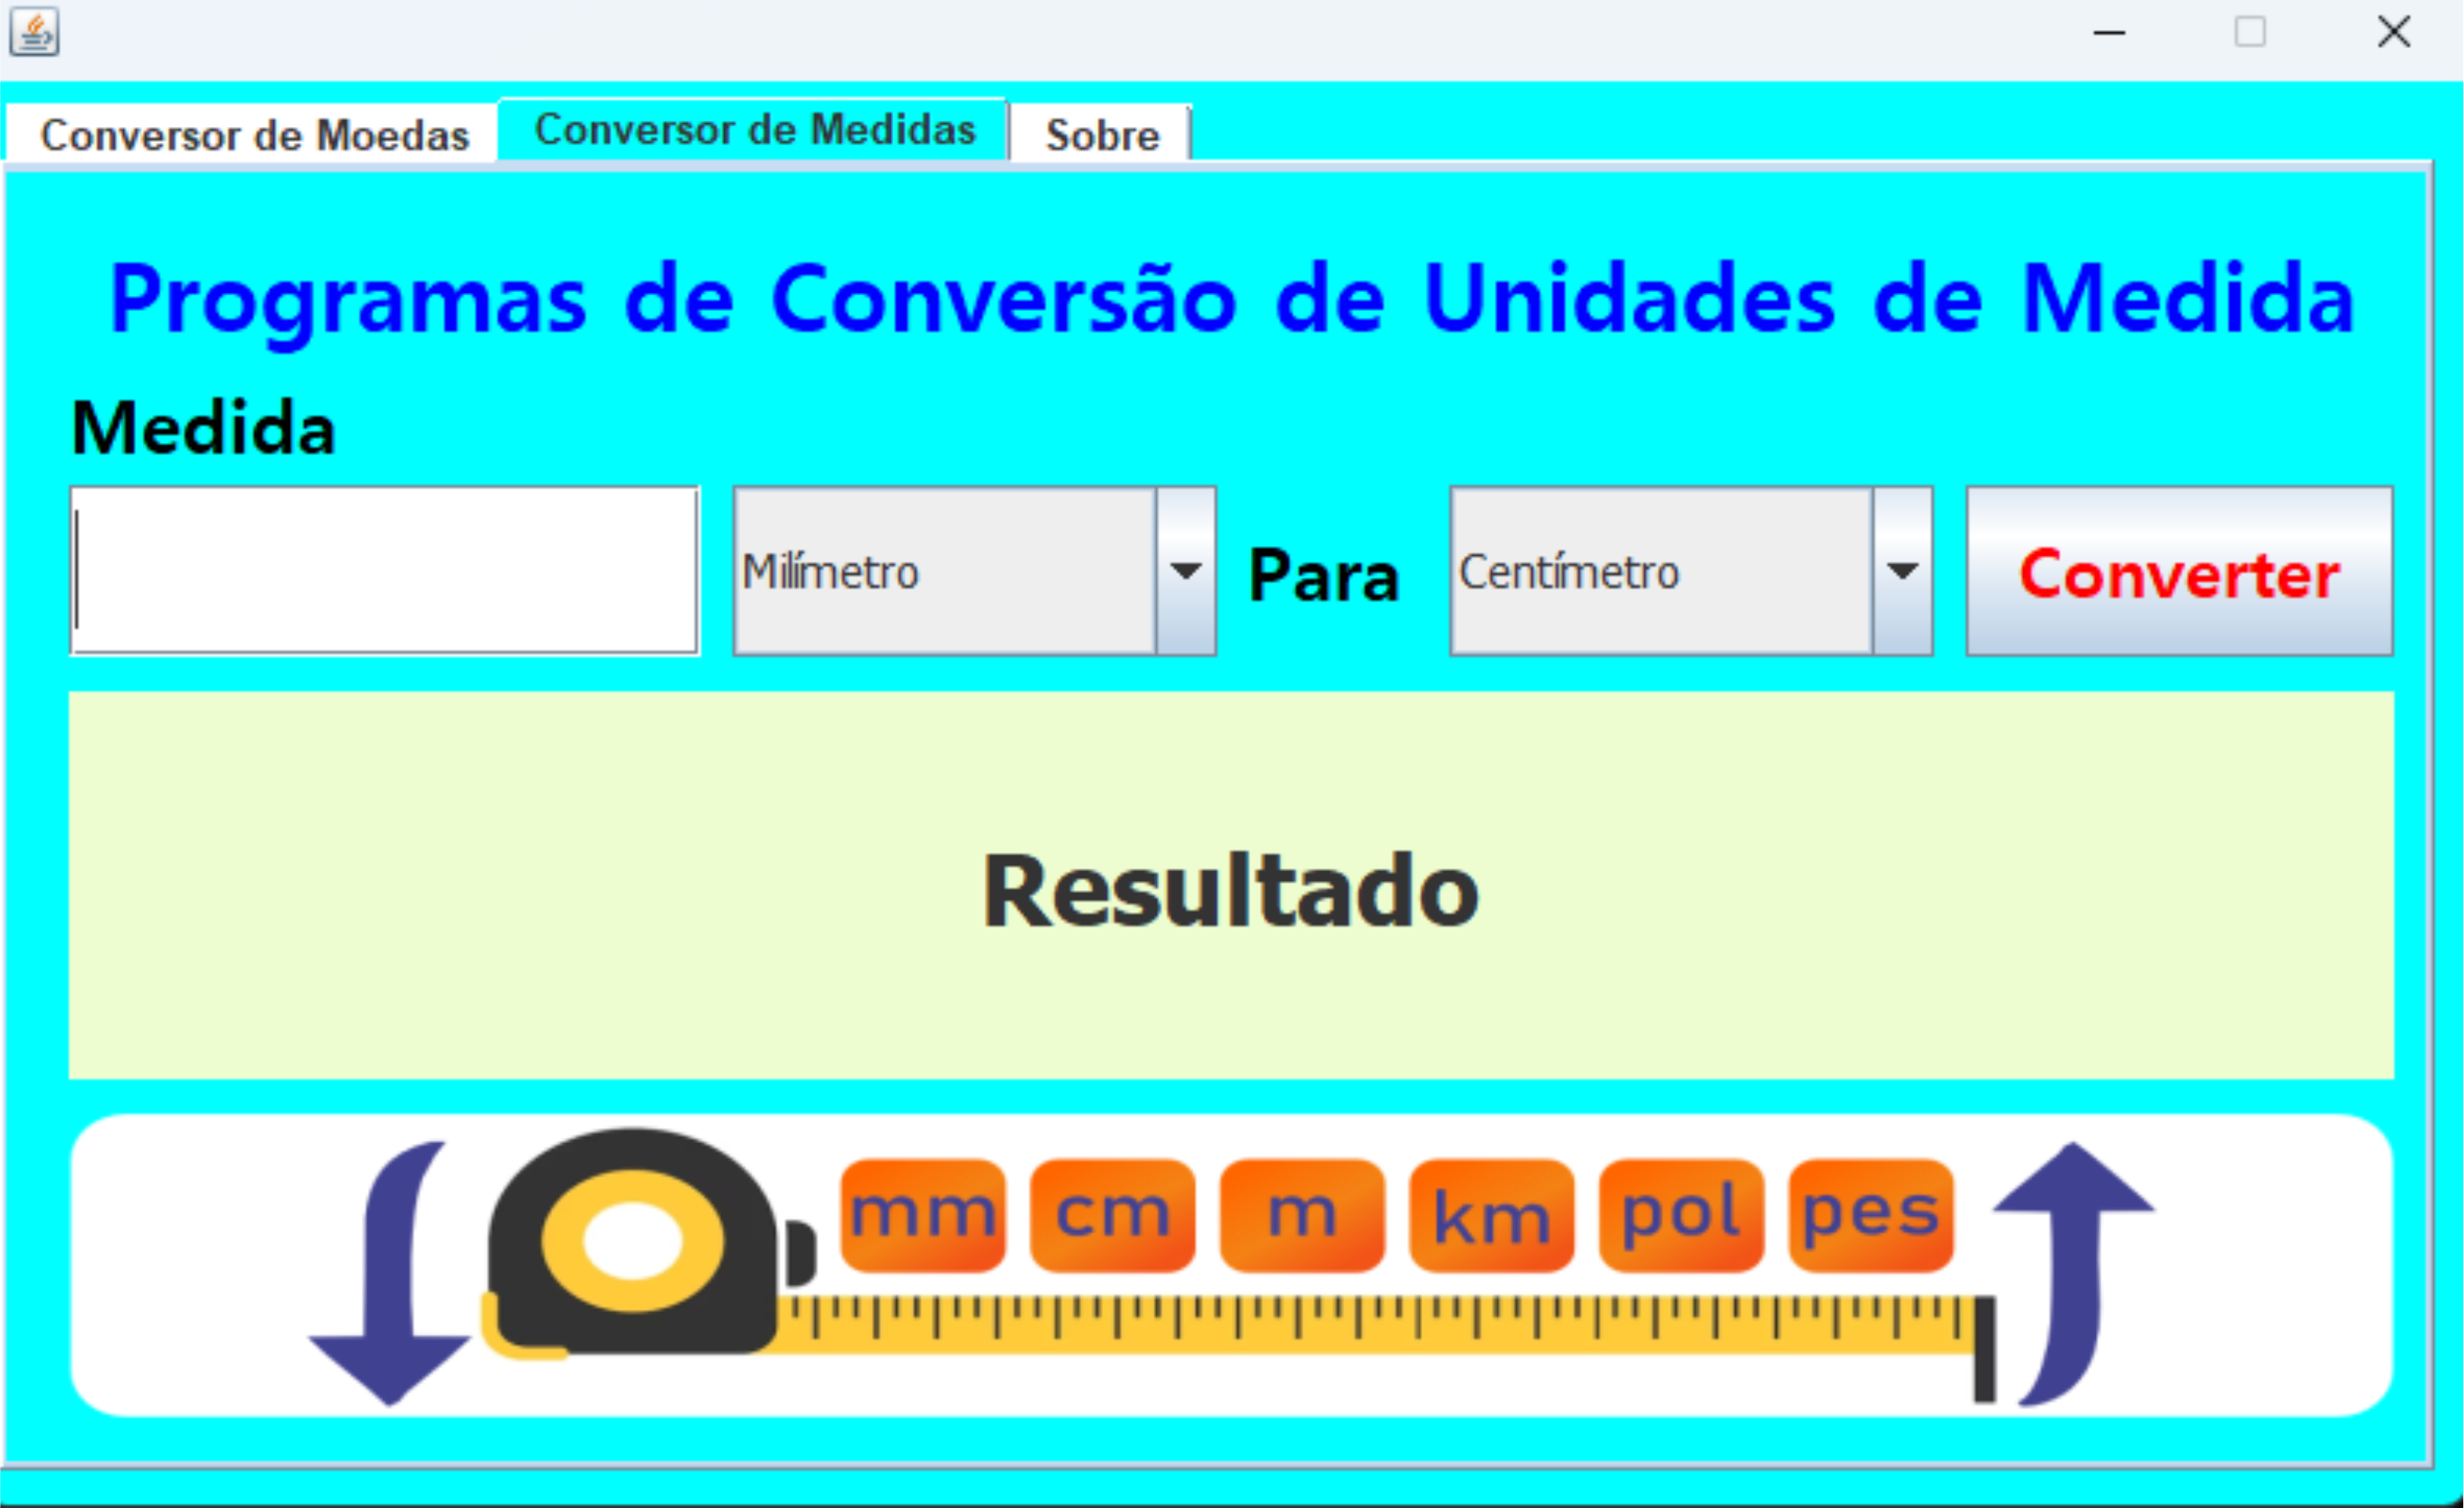 Conversor de Moedas Conversor de Medidas Sobre
Programas de Conversão de Unidades de Medida
Medida
Milímetro Para Centímetro Converter
Resultado
mm cm m km pol pes